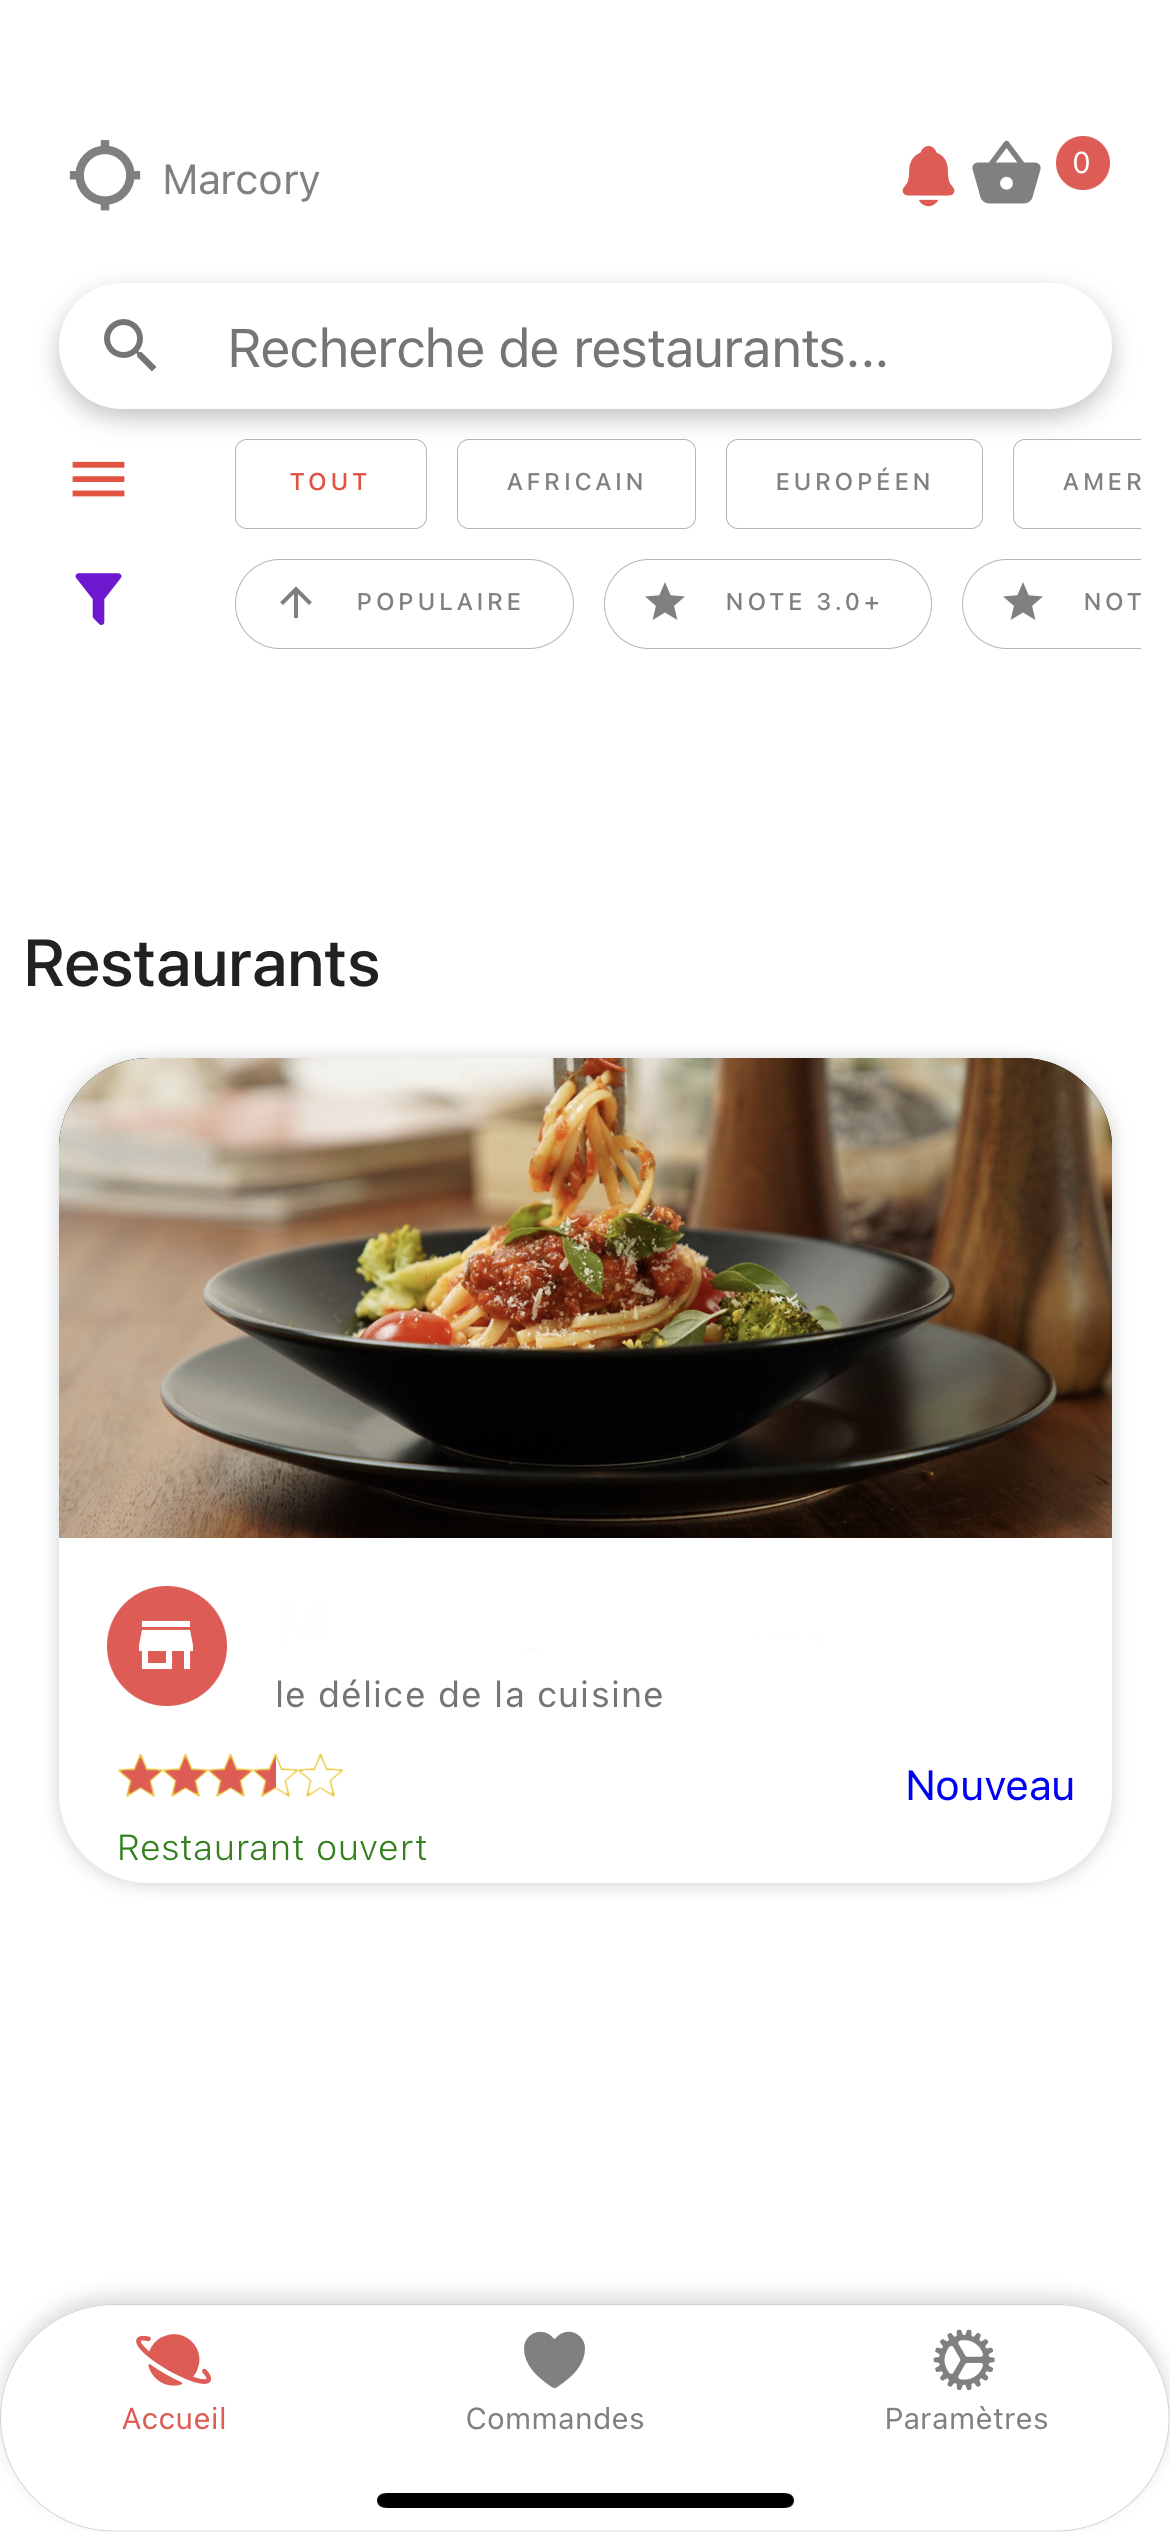 Marcory
0
Recherche de restaurants...
TOUT AFRICAIN EUROPÉEN AMER
POPULAIRE NOTE 3.0+ NOT
Restaurants
le délice de la cuisine
Nouveau
Restaurant ouvert
Accueil Commandes Paramètres